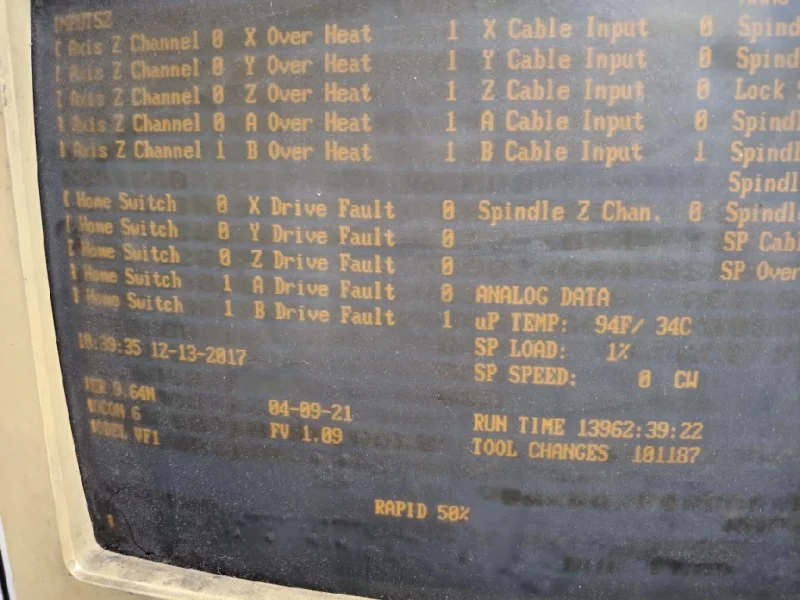 INPUTS2
Axis Z Channel 0 X Over Heat 1 X Cable Input 0 Spind
Axis Z Channel 0 Y Over Heat 1 Y Cable Input 0 Spind
Axis Z Channel 0 Z Over Heat 1 Z Cable Input 0 Lock
Axis Z Channel 0 A Over Heat 1 A Cable Input 0 Spindl
Axis Z Channel 1 B Over Heat 1 B Cable Input 1 Spindl
Spindl
Home Switch 0 X Drive Fault 0 Spindle Z Chan. 0 Spindl
Home Switch 0 Y Drive Fault 0 SP Cabl
Home Switch 0 Z Drive Fault 0 SP Over
Home Switch 1 A Drive Fault 0 ANALOG DATA
Home Switch 1 B Drive Fault 1 uP TEMP: 94F/ 34C
10:39:35 12-13-2017 SP LOAD: 1%
SP SPEED: 0 CW
VER 9.64N 04-09-21 RUN TIME 13962:39:22
6 FV 1.09 TOOL CHANGES 101187
MODEL VF1
RAPID 50%